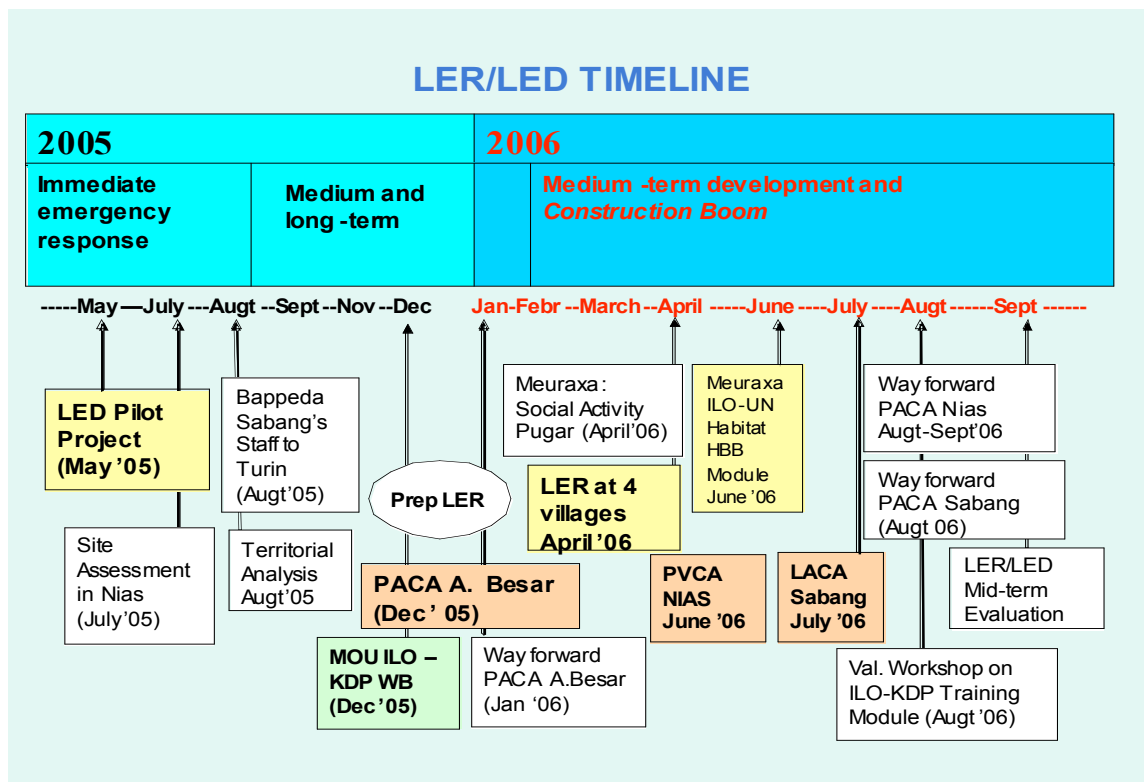 LER/LED TIMELINE
2005
2006
Immediate
emergency
response
Medium and
long -term
Medium -term development and
Construction Boom
-----May —July ---Augt --Sept --Nov --Dec
Jan-Febr --March --April -----June ----July ----Augt ------Sept -------
LED Pilot
Project
(May ’05)
Site
Assessment
in Nias
(July’05)
Bappeda
Sabang’s
Staff to
Turin
(Augt’05)
Territorial
Analysis
Augt’05
Prep LER
PACA A. Besar
(Dec ’ 05)
MOU ILO –
KDP WB
(Dec ’05)
Way forward
PACA A.Besar
(Jan ‘06)
Meuraxa :
Social Activity
Pugar (April’06)
LER at 4
villages
April ’06
Meuraxa
ILO-UN
Habitat
HBB
Module
June ’06
PVCA
NIAS
June ’06
LACA
Sabang
July ’06
Way forward
PACA Nias
Augt-Sept’06
Way forward
PACA Sabang
(Augt 06)
LER/LED
Mid-term
Evaluation
Val. Workshop on
ILO-KDP Training
Module (Augt ’06)